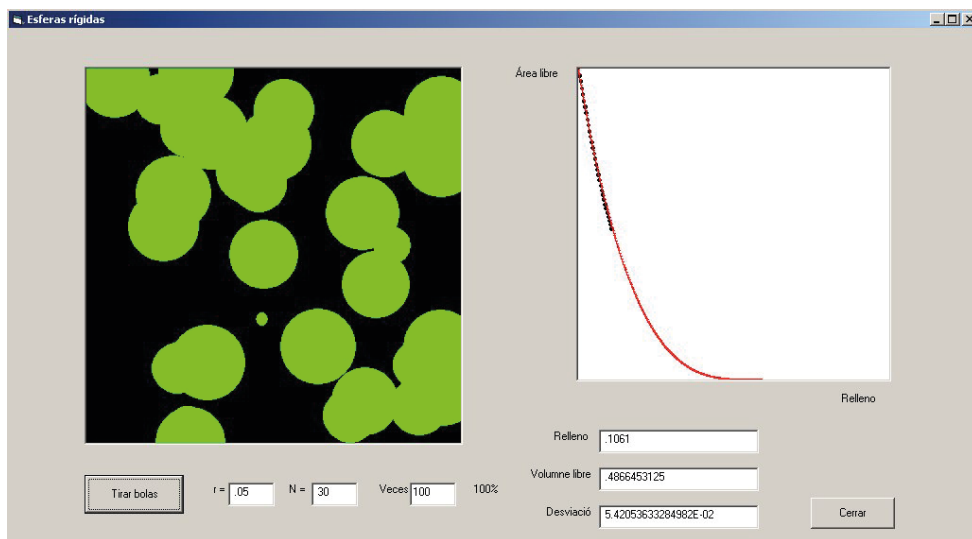 Esferas rígidas
Área libre
Relleno
Relleno .1061
Volumne libre .4866453125
Desviació 5.42053633284982E-02
Tirar bolas
r = .05
N = 30
Veces 100
100%
Cerrar